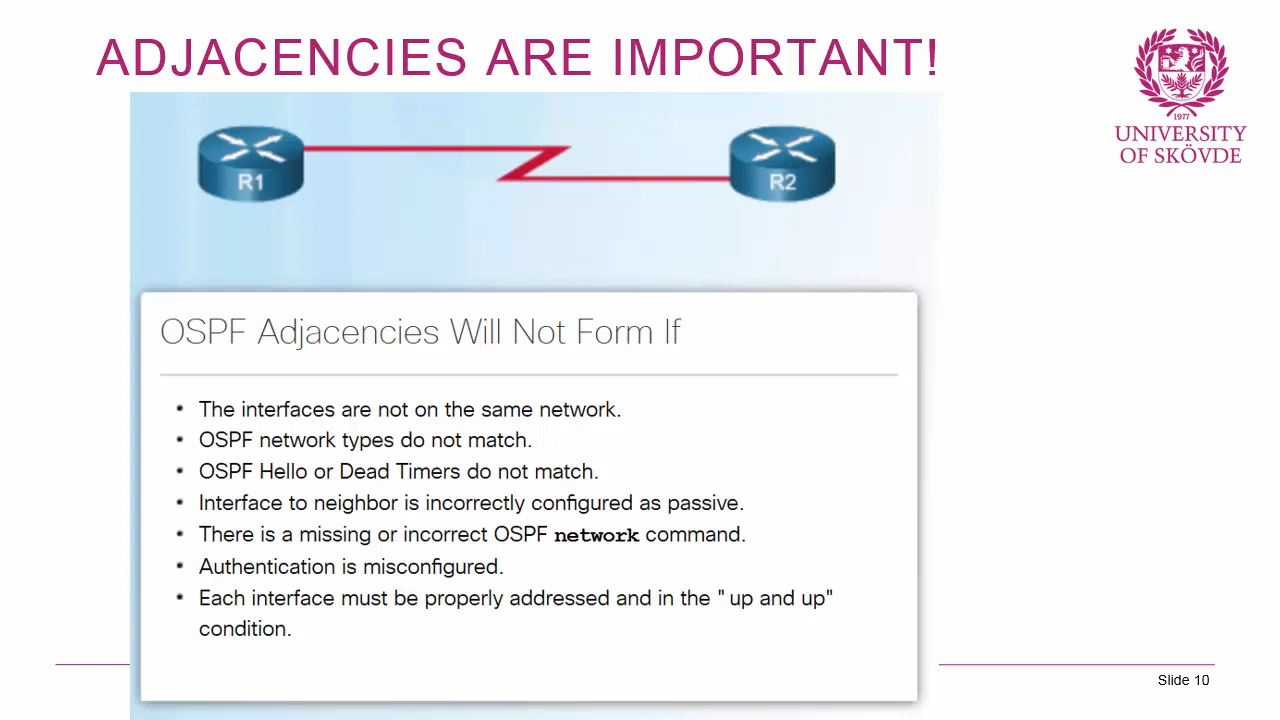 ADJACENCIES ARE IMPORTANT!
1977
UNIVERSITY
OF SKÖVDE
R1
R2
OSPF Adjacencies Will Not Form If
• The interfaces are not on the same network.
• OSPF network types do not match.
• OSPF Hello or Dead Timers do not match.
• Interface to neighbor is incorrectly configured as passive.
• There is a missing or incorrect OSPF network command.
• Authentication is misconfigured.
• Each interface must be properly addressed and in the " up and up"
condition.
Slide 10